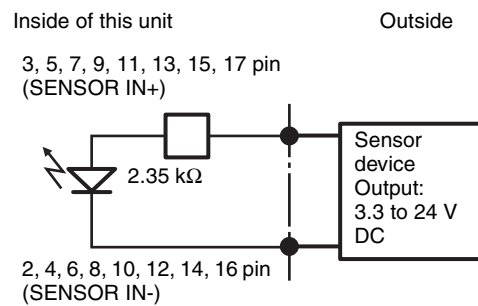 Inside of this unit
Outside
3, 5, 7, 9, 11, 13, 15, 17 pin
(SENSOR IN+)
2.35 kΩ
Sensor
device
Output:
3.3 to 24 V
DC
2, 4, 6, 8, 10, 12, 14, 16 pin
(SENSOR IN-)